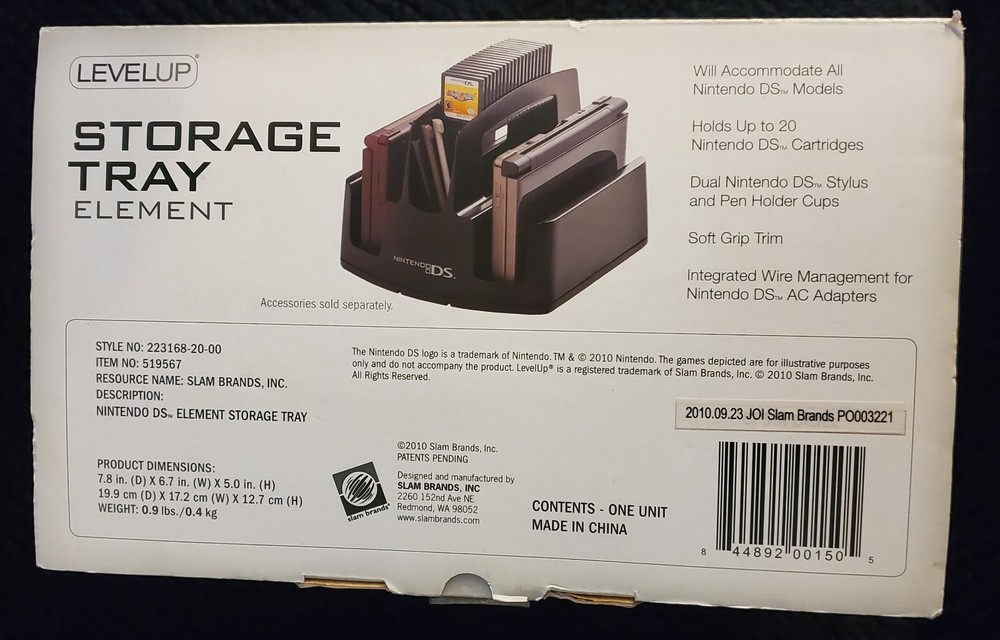 LEVELUP®
STORAGE
TRAY
ELEMENT
NINTENDO DS™
Accessories sold separately.
Will Accommodate All
Nintendo DS™ Models
Holds Up to 20
Nintendo DS™ Cartridges
Dual Nintendo DS™ Stylus
and Pen Holder Cups
Soft Grip Trim
Integrated Wire Management for
Nintendo DS™ AC Adapters
STYLE NO: 223168-20-00
ITEM NO: 519567
RESOURCE NAME: SLAM BRANDS, INC.
DESCRIPTION:
NINTENDO DS™ ELEMENT STORAGE TRAY
PRODUCT DIMENSIONS:
7.8 in. (D) X 6.7 in. (W) X 5.0 in. (H)
19.9 cm (D) X 17.2 cm (W) X 12.7 cm (H)
WEIGHT: 0.9 lbs./0.4 kg
The Nintendo DS logo is a trademark of Nintendo. TM & © 2010 Nintendo. The games depicted are for illustrative purposes
only and do not accompany the product. LevelUp® is a registered trademark of Slam Brands, Inc. © 2010 Slam Brands, Inc.
All Rights Reserved.
2010.09.23 JOI Slam Brands PO003221
slam brands
©2010 Slam Brands, Inc.
PATENTS PENDING
Designed and manufactured by
SLAM BRANDS, INC
2260 152nd Ave NE
Redmond, WA 98052
www.slambrands.com
CONTENTS - ONE UNIT
MADE IN CHINA
8 44892 00150 5